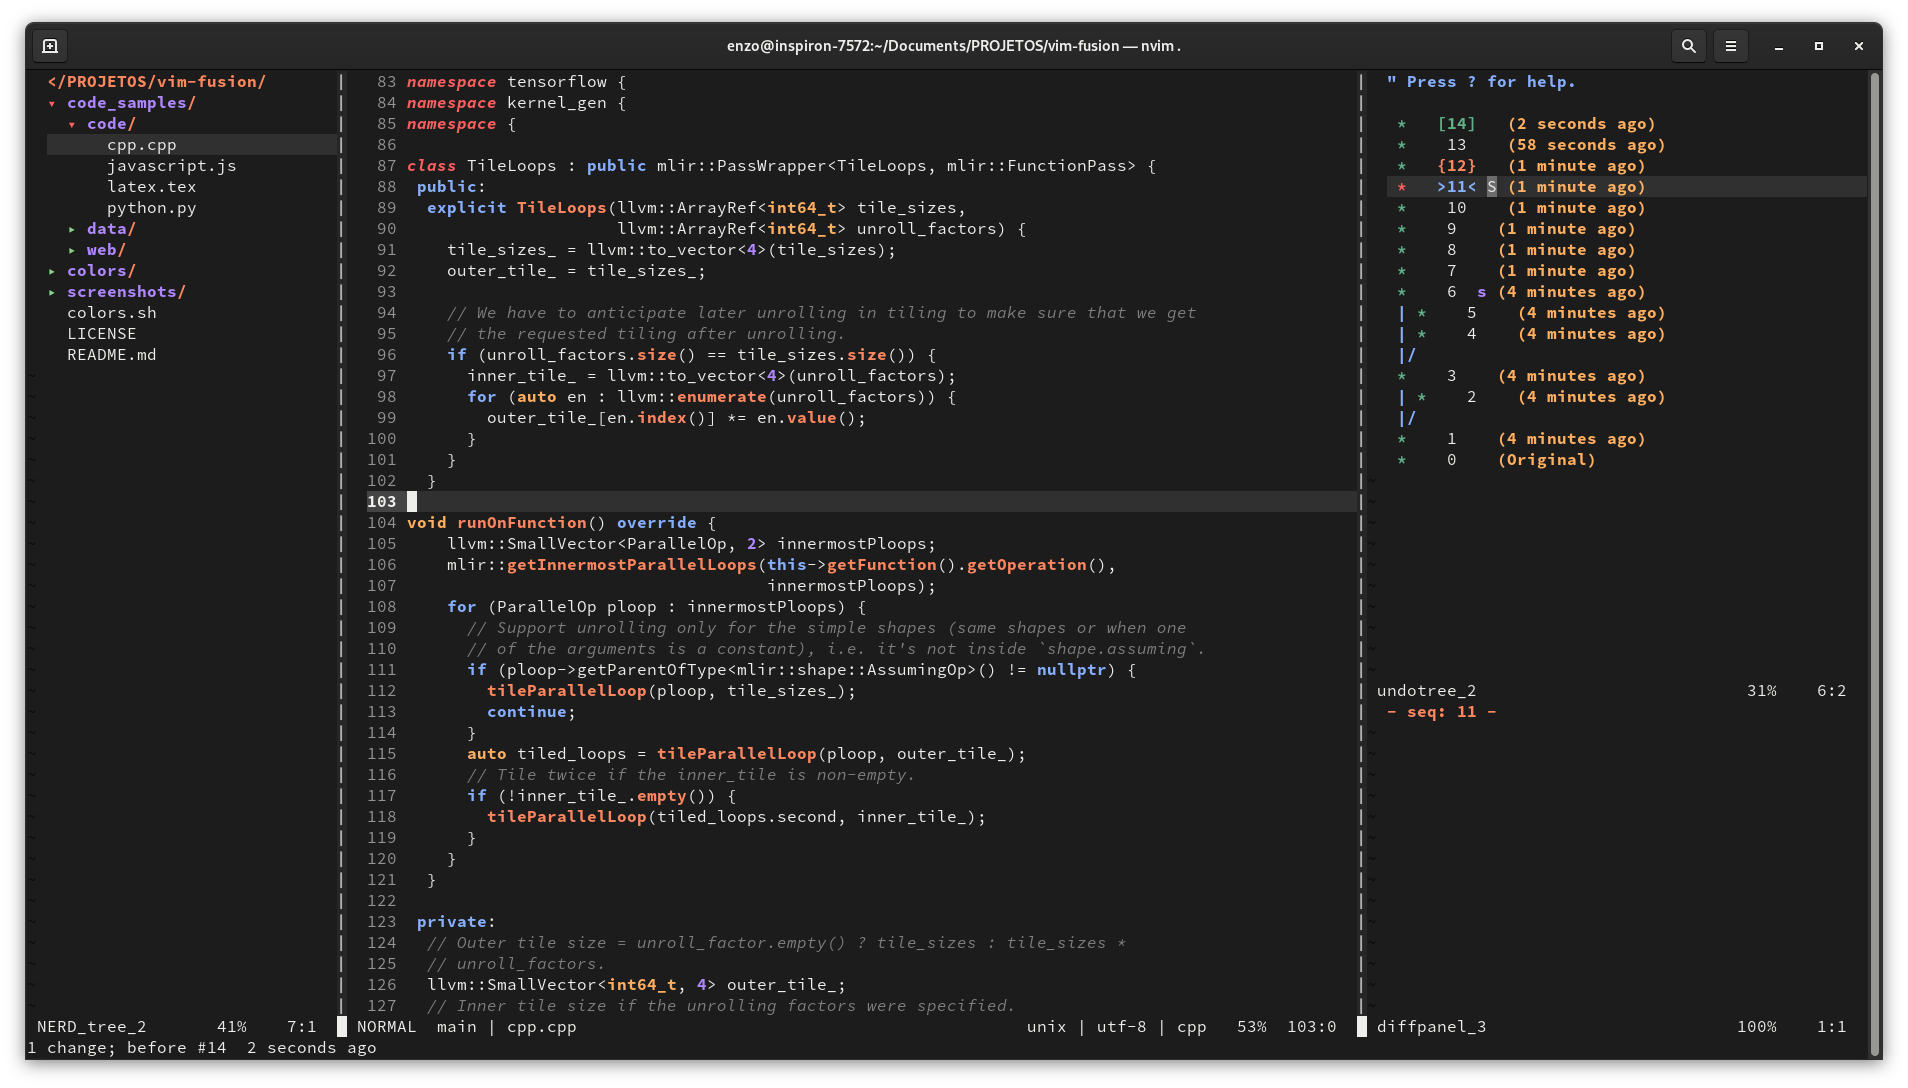 enzo@inspiron-7572:~/Documents/PROJETOS/vim-fusion — nvim .
</PROJETOS/vim-fusion/
▾ code_samples/
▾ code/
cpp.cpp
javascript.js
latex.tex
python.py
▸ data/
▸ web/
▸ colors/
▸ screenshots/
colors.sh
LICENSE
README.md
NERD_tree_2 41% 7:1
83 namespace tensorflow {
84 namespace kernel_gen {
85 namespace {
86
87 class TileLoops : public mlir::PassWrapper<TileLoops, mlir::FunctionPass> {
88 public:
89 explicit TileLoops(llvm::ArrayRef<int64_t> tile_sizes,
90 llvm::ArrayRef<int64_t> unroll_factors) {
91 tile_sizes_ = llvm::to_vector<4>(tile_sizes);
92 outer_tile_ = tile_sizes_;
93
94 // We have to anticipate later unrolling in tiling to make sure that we get
95 // the requested tiling after unrolling.
96 if (unroll_factors.size() == tile_sizes.size()) {
97 inner_tile_ = llvm::to_vector<4>(unroll_factors);
98 for (auto en : llvm::enumerate(unroll_factors)) {
99 outer_tile_[en.index()] *= en.value();
100 }
101 }
102 }
103
104 void runOnFunction() override {
105 llvm::SmallVector<ParallelOp, 2> innermostPloops;
106 mlir::getInnermostParallelLoops(this->getFunction().getOperation(),
107 innermostPloops);
108 for (ParallelOp ploop : innermostPloops) {
109 // Support unrolling only for the simple shapes (same shapes or when one
110 // of the arguments is a constant), i.e. it's not inside `shape.assuming`.
111 if (ploop->getParentOfType<mlir::shape::AssumingOp>() != nullptr) {
112 tileParallelLoop(ploop, tile_sizes_);
113 continue;
114 }
115 auto tiled_loops = tileParallelLoop(ploop, outer_tile_);
116 // Tile twice if the inner_tile is non-empty.
117 if (!inner_tile_.empty()) {
118 tileParallelLoop(tiled_loops.second, inner_tile_);
119 }
120 }
121 }
122
123 private:
124 // Outer tile size = unroll_factor.empty() ? tile_sizes : tile_sizes *
125 // unroll_factors.
126 llvm::SmallVector<int64_t, 4> outer_tile_;
127 // Inner tile size if the unrolling factors were specified.
NORMAL main | cpp.cpp unix | utf-8 | cpp 53% 103:0
" Press ? for help.
* [14] (2 seconds ago)
* 13 (58 seconds ago)
* {12} (1 minute ago)
* >11< S (1 minute ago)
* 10 (1 minute ago)
* 9 (1 minute ago)
* 8 (1 minute ago)
* 7 (1 minute ago)
* 6 s (4 minutes ago)
| * 5 (4 minutes ago)
| * 4 (4 minutes ago)
|/
* 3 (4 minutes ago)
| * 2 (4 minutes ago)
|/
* 1 (4 minutes ago)
* 0 (Original)
undotree_2 31% 6:2
- seq: 11 -
diffpanel_3 100% 1:1
1 change; before #14 2 seconds ago